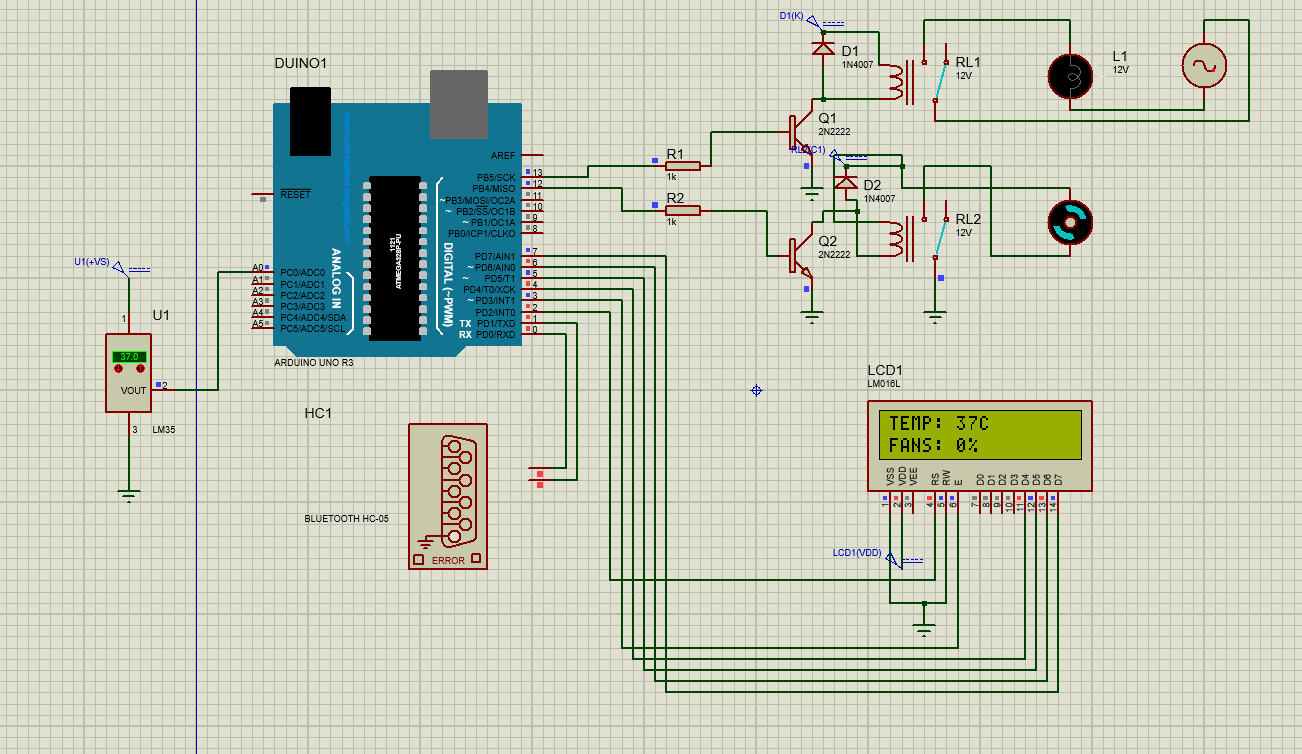 D1(K)
D1
1N4007
RL1
12V
L1
12V
DUINO1
Q1
2N2222
AREF
RESET
PB5/SCK 13
PB4/MISO 12
~PB3/MOSI/OC2A 11
~ PB2/SS/OC1B 10
~ PB1/OC1A 9
PB0/ICP1/CLKO 8
R1
1k
R2
1k
D2
1N4007
RL2
12V
Q2
2N2222
1121
ATMEGA328P-PU
ANALOG IN
DIGITAL (~PWM)
PD7/AIN1 7
~ PD6/AIN0 6
~ PD5/T1 5
PD4/T0/XCK 4
~ PD3/INT1 3
PD2/INT0 2
TX PD1/TXD 1
RX PD0/RXD 0
A0 PC0/ADC0
A1 PC1/ADC1
A2 PC2/ADC2
A3 PC3/ADC3
A4 PC4/ADC4/SDA
A5 PC5/ADC5/SCL
ARDUINO UNO R3
U1(+VS)
1
U1
37.0
VOUT 2
3
LM35
HC1
BLUETOOTH HC-05
ERROR
LCD1
LM016L
TEMP: 37C
FANS: 0%
VSS VDD VEE RS RW E D0 D1 D2 D3 D4 D5 D6 D7
1 2 3 4 5 6 7 8 9 10 11 12 13 14
LCD1(VDD)